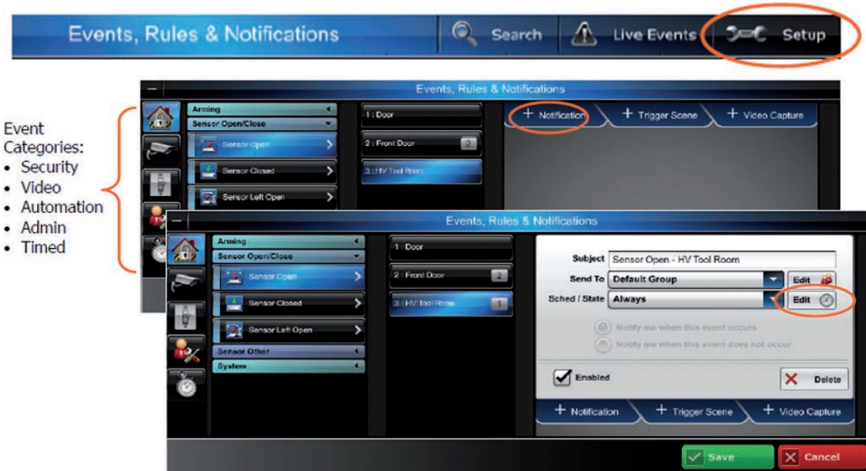 Events, Rules & Notifications
Search
Live Events
Setup
Event
Categories:
• Security
• Video
• Automation
• Admin
• Timed
Events, Rules & Notifications
Arming
Sensor Open/Close
Sensor Open
Sensor Closed
Sensor Left Open
1 : Door
2 : Front Door 2
3 : HV Tool Room
+ Notification
+ Trigger Scene
+ Video Capture
Events, Rules & Notifications
Arming
Sensor Open/Close
Sensor Open
Sensor Closed
Sensor Left Open
Sensor Other
System
1 : Door
2 : Front Door 2
3 : HV Tool Room 1
Subject Sensor Open - HV Tool Room
Send To Default Group Edit
Sched / State Always Edit
Notify me when this event occurs
Notify me when this event does not occur
Enabled
Delete
+ Notification
+ Trigger Scene
+ Video Capture
Save
Cancel